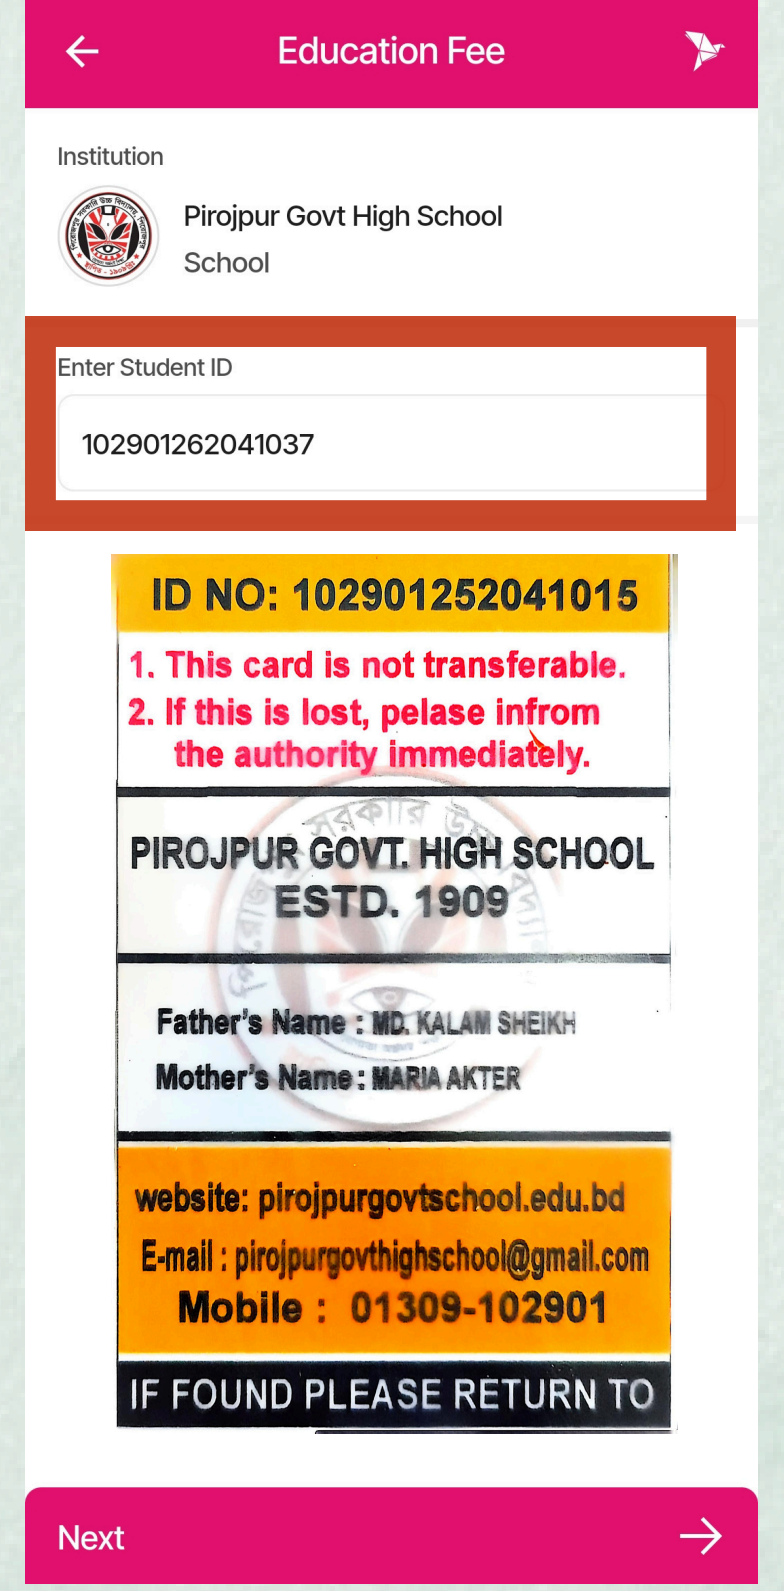 Education Fee
Institution
Pirojpur Govt High School
School
Enter Student ID
102901262041037
ID NO: 102901252041015
1. This card is not transferable.
2. If this is lost, pelase infrom
the authority immediately.
PIROJPUR GOVT. HIGH SCHOOL
ESTD. 1909
Father's Name : MD. KALAM SHEIKH
Mother's Name : MARIA AKTER
website: pirojpurgovtschool.edu.bd
E-mail : pirojpurgovthighschool@gmail.com
Mobile : 01309-102901
IF FOUND PLEASE RETURN TO
Next